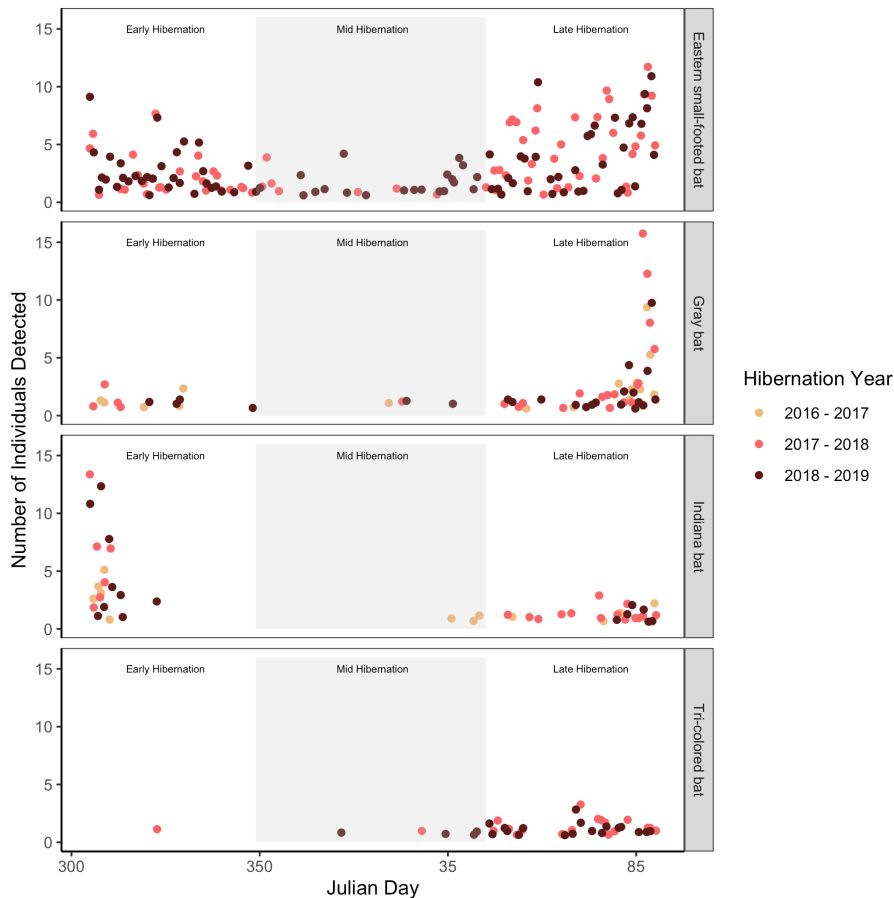 Number of Individuals Detected
15
10
5
0
Early Hibernation
Mid Hibernation
Late Hibernation
Eastern small-footed bat
15
10
5
0
Early Hibernation
Mid Hibernation
Late Hibernation
Gray bat
15
10
5
0
Early Hibernation
Mid Hibernation
Late Hibernation
Indiana bat
15
10
5
0
Early Hibernation
Mid Hibernation
Late Hibernation
Tri-colored bat
300
350
35
85
Julian Day
Hibernation Year
2016 - 2017
2017 - 2018
2018 - 2019